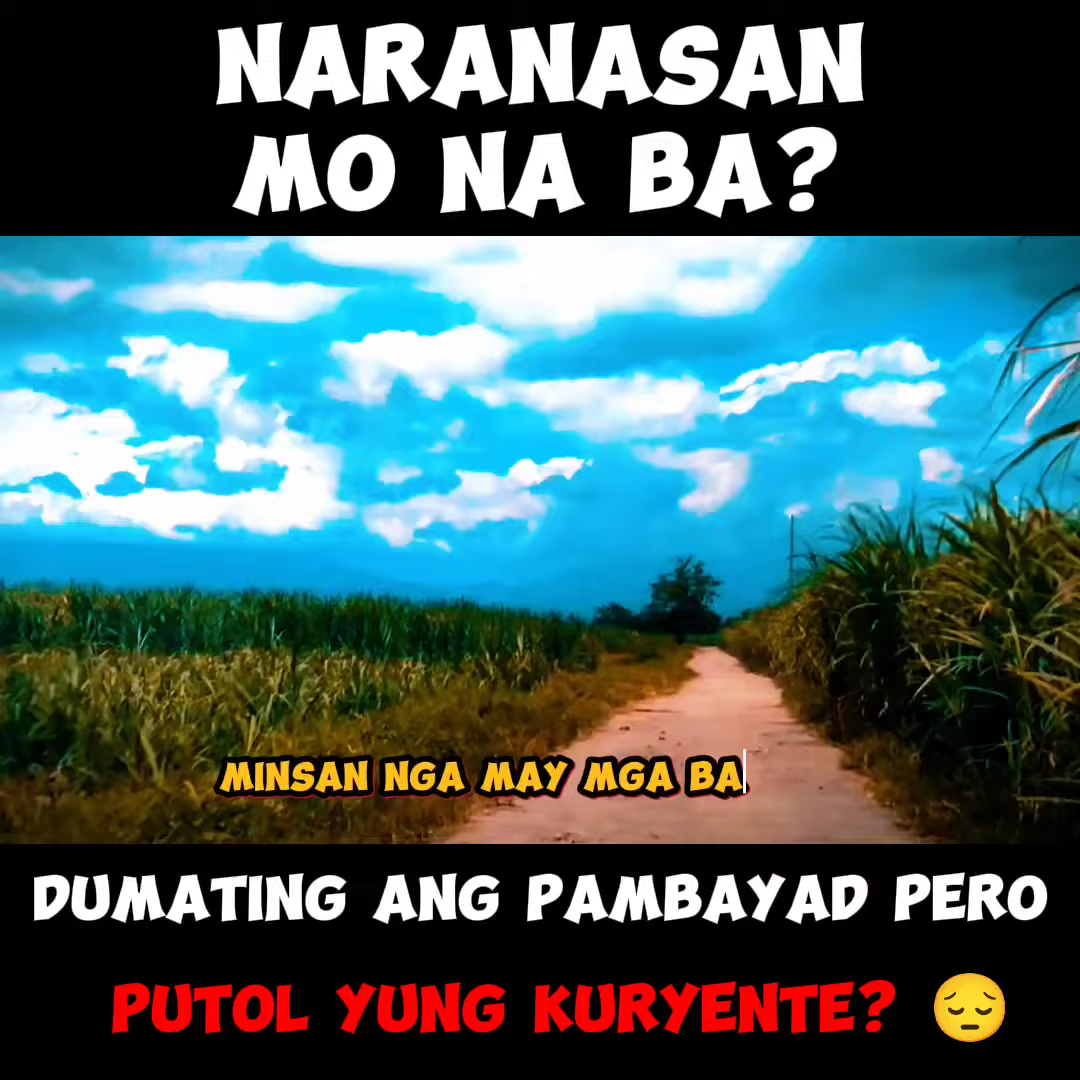 NARANASAN
MO NA BA?
MINSAN NGA MAY MGA BA
DUMATING ANG PAMBAYAD PERO
PUTOL YUNG KURYENTE? 😔